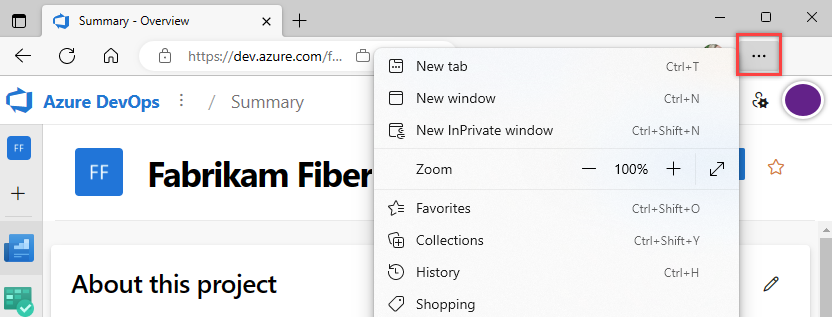 Summary - Overview
https://dev.azure.com/f...
New tab Ctrl+T
Azure DevOps / Summary
New window Ctrl+N
New InPrivate window Ctrl+Shift+N
FF
FF Fabrikam Fiber
Zoom 100%
Favorites Ctrl+Shift+O
Collections Ctrl+Shift+Y
About this project
History Ctrl+H
Shopping